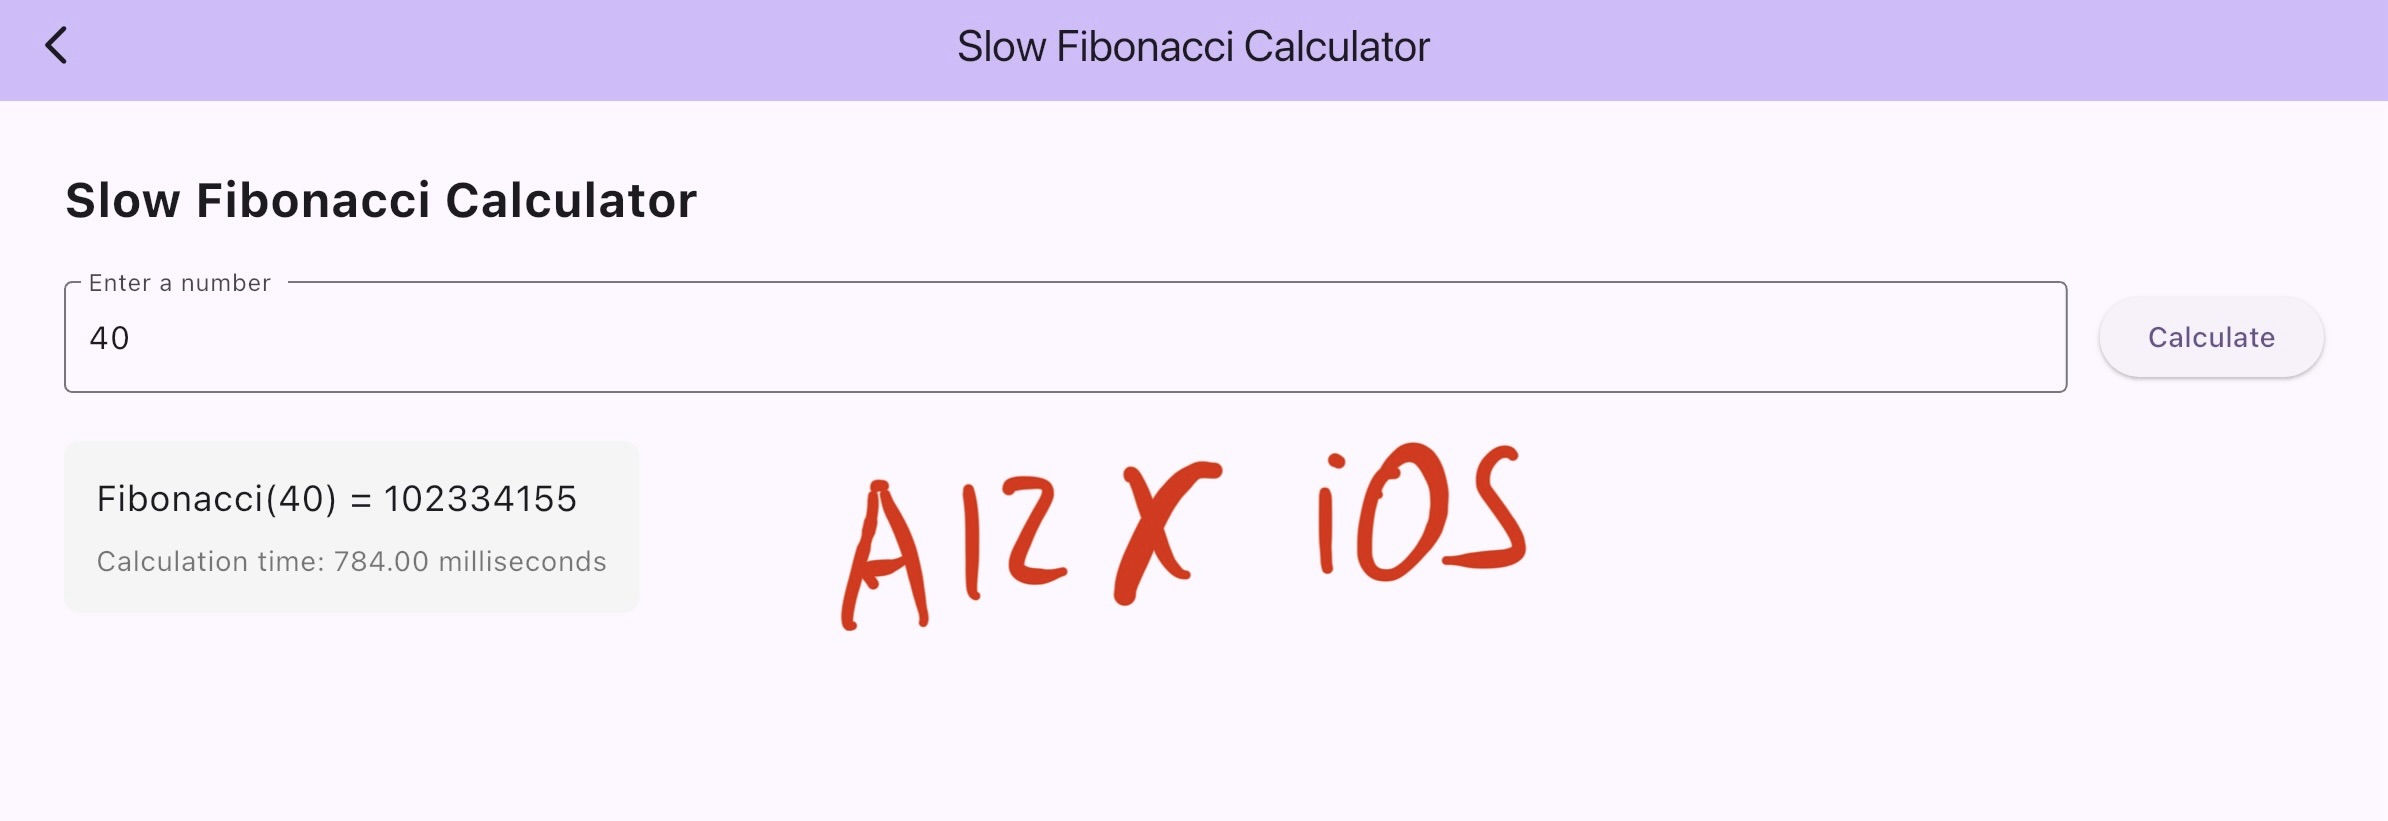 Slow Fibonacci Calculator
Slow Fibonacci Calculator
Enter a number
40
Calculate
Fibonacci(40) = 102334155
Calculation time: 784.00 milliseconds
A12X iOS